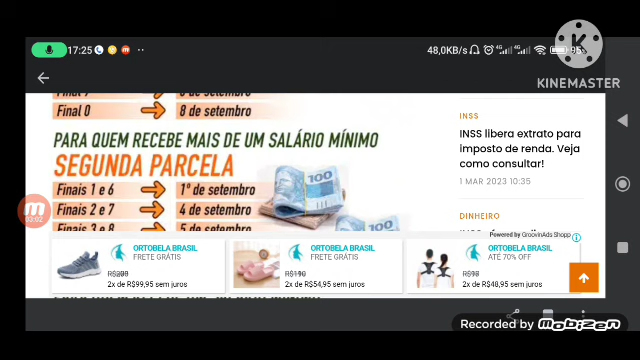 17:25
48,0KB/s
KINEMASTER
Final 0
8 de setembro
PARA QUEM RECEBE MAIS DE UM SALÁRIO MÍNIMO
SEGUNDA PARCELA
Finais 1 e 6
1º de setembro
Finais 2 e 7
4 de setembro
Finais 3 e 8
5 de setembro
100
INSS
INSS libera extrato para
imposto de renda. Veja
como consultar!
1 MAR 2023 10:35
DINHEIRO
03:02
Powered by GroovinAds Shopp
ORTOBELA BRASIL
FRETE GRÁTIS
2x de R$99,95 sem juros
ORTOBELA BRASIL
FRETE GRÁTIS
R$190
2x de R$54,95 sem juros
ORTOBELA BRASIL
ATÉ 70% OFF
2x de R$48,95 sem juros
Recorded by Mobizen